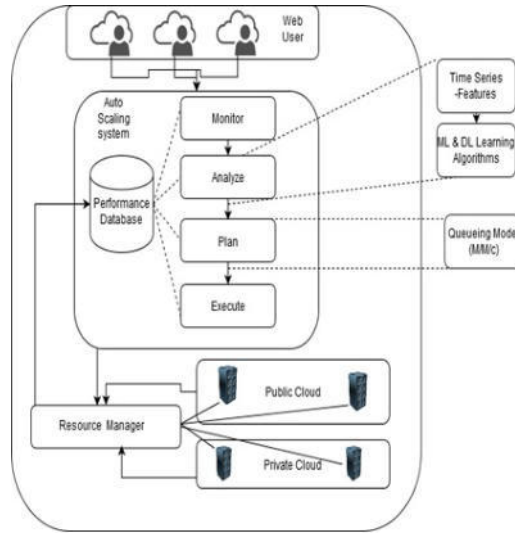 Web
User
Auto
Scaling
system
Monitor
Analyze
Plan
Execute
Performance
Database
Time Series
-Features
ML & DL Learning
Algorithms
Queueing Mode
(M/M/c)
Resource Manager
Public Cloud
Private Cloud